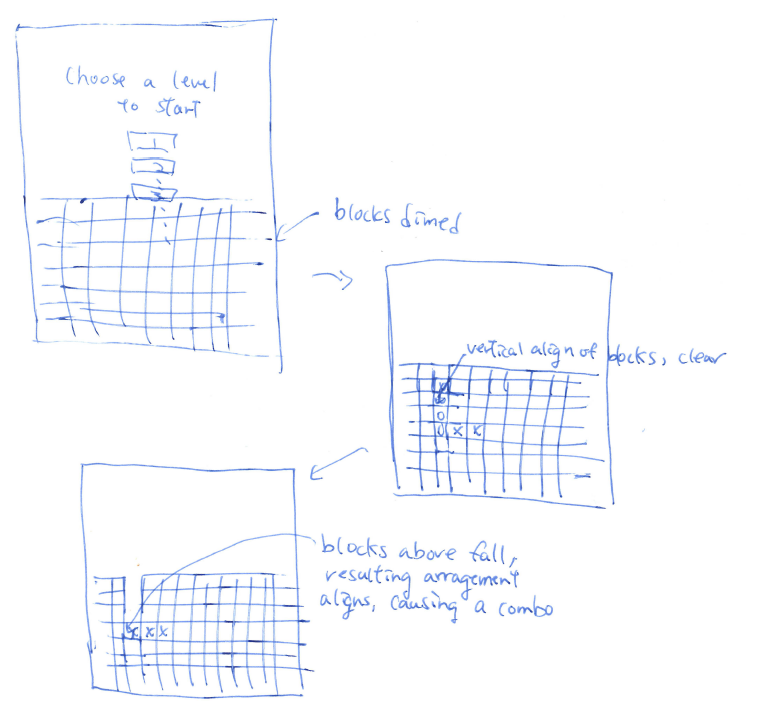 Choose a level
to start
1
2
3
blocks dimed
vertical align of blocks, clear
x
o
o
o x x
blocks above fall,
resulting arragement
aligns, causing a combo
x x x